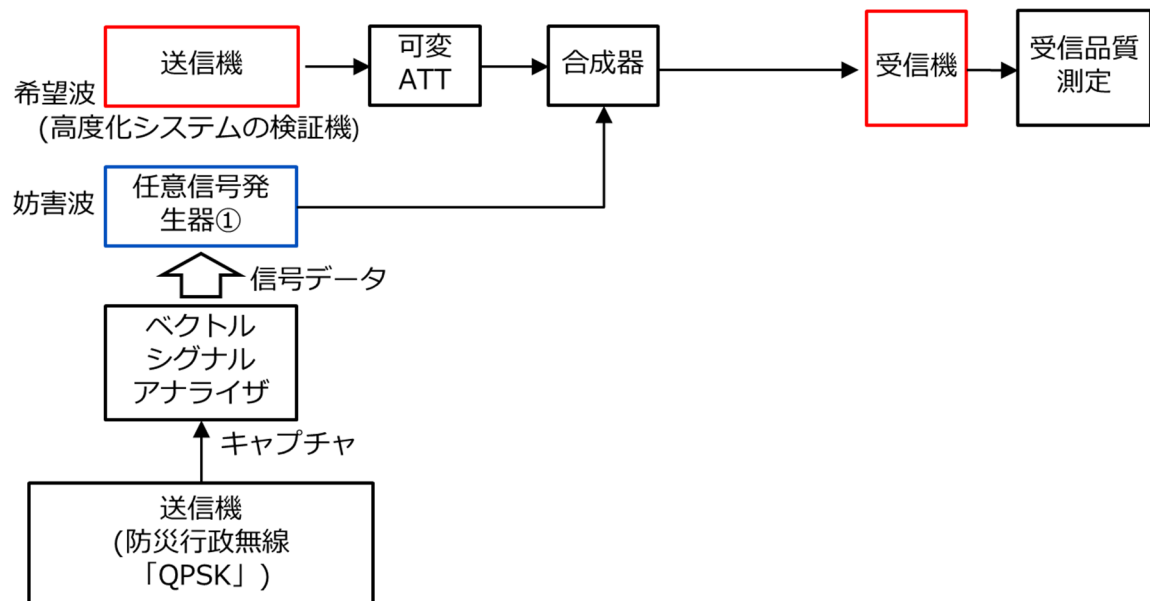 送信機
可変
ATT
合成器
受信機
受信品質
測定
希望波
(高度化システムの検証機)
妨害波
任意信号発
生器①
信号データ
ベクトル
シグナル
アナライザ
キャプチャ
送信機
(防災行政無線
「QPSK」)